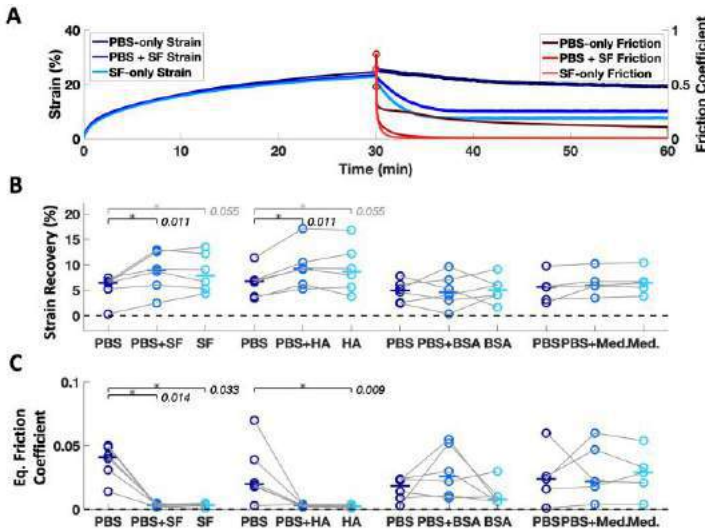 A
40
20
0
Strain (%)
PBS-only Strain
PBS + SF Strain
SF-only Strain
PBS-only Friction
PBS + SF Friction
SF-only Friction
1
0.5
0
Friction Coefficient
0 10 20 30 40 50 60
Time (min)
B
Strain Recovery (%)
20
15
10
5
0
* 0.055
* 0.011
* 0.055
* 0.011
PBS PBS+SF SF PBS PBS+HA HA PBS PBS+BSA BSA PBS PBS+Med. Med.
C
Eq. Friction
Coefficient
0.1
0.05
0
* * 0.033
* 0.014
* 0.009
PBS PBS+SF SF PBS PBS+HA HA PBS PBS+BSA BSA PBS PBS+Med. Med.